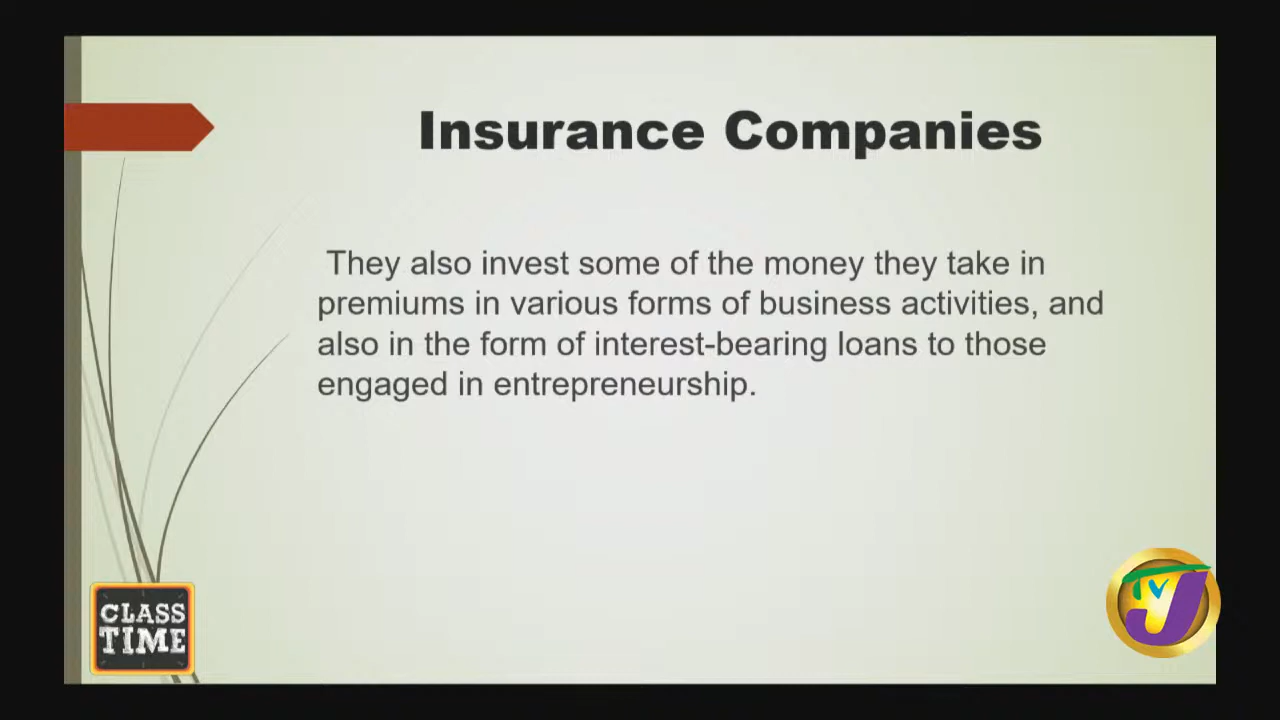 Insurance Companies
They also invest some of the money they take in
premiums in various forms of business activities, and
also in the form of interest-bearing loans to those
engaged in entrepreneurship.
CLASS
TIME
TVJ